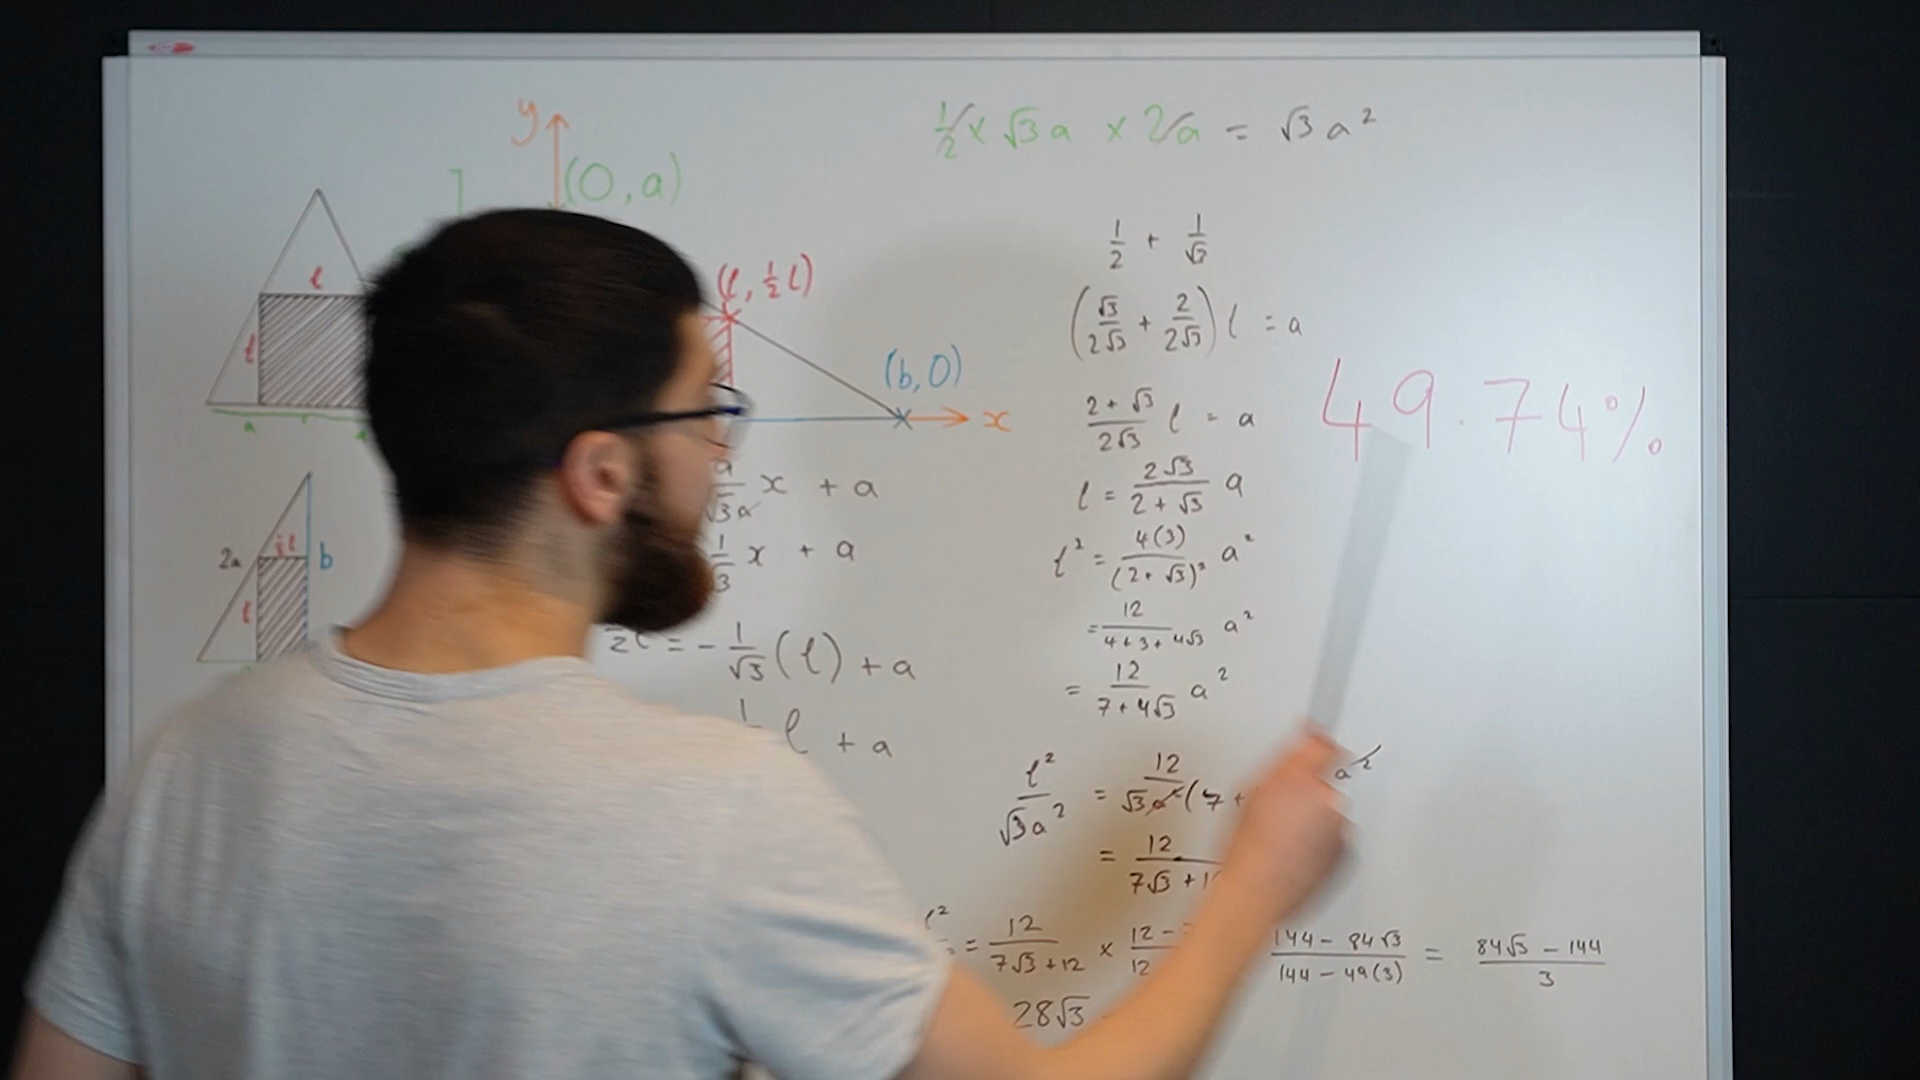 y
(0, a)
1/2 × √3 a × 2a = √3 a²
l
l
a
(l, ½ l)
(b, 0)
x
2a
½ l
b
l
x + a
√3a
x + a
= - 1/√3 (l) + a
l + a
1/2 + 1/√3
(√3/2√3 + 2/2√3) l = a
(2 + √3)/2√3 l = a
l = 2√3/(2 + √3) a
l² = 4(3)/(2 + √3)² a²
= 12/(4 + 3 + 4√3) a²
= 12/(7 + 4√3) a²
l²/√3a² = 12/√3a²(7 + a²
= 12/7√3 +
l² = 12/(7√3 + 12) × 12 - /12 (144 - 84√3)/(144 - 49(3)) = (84√3 - 144)/3
28√3
49.74%